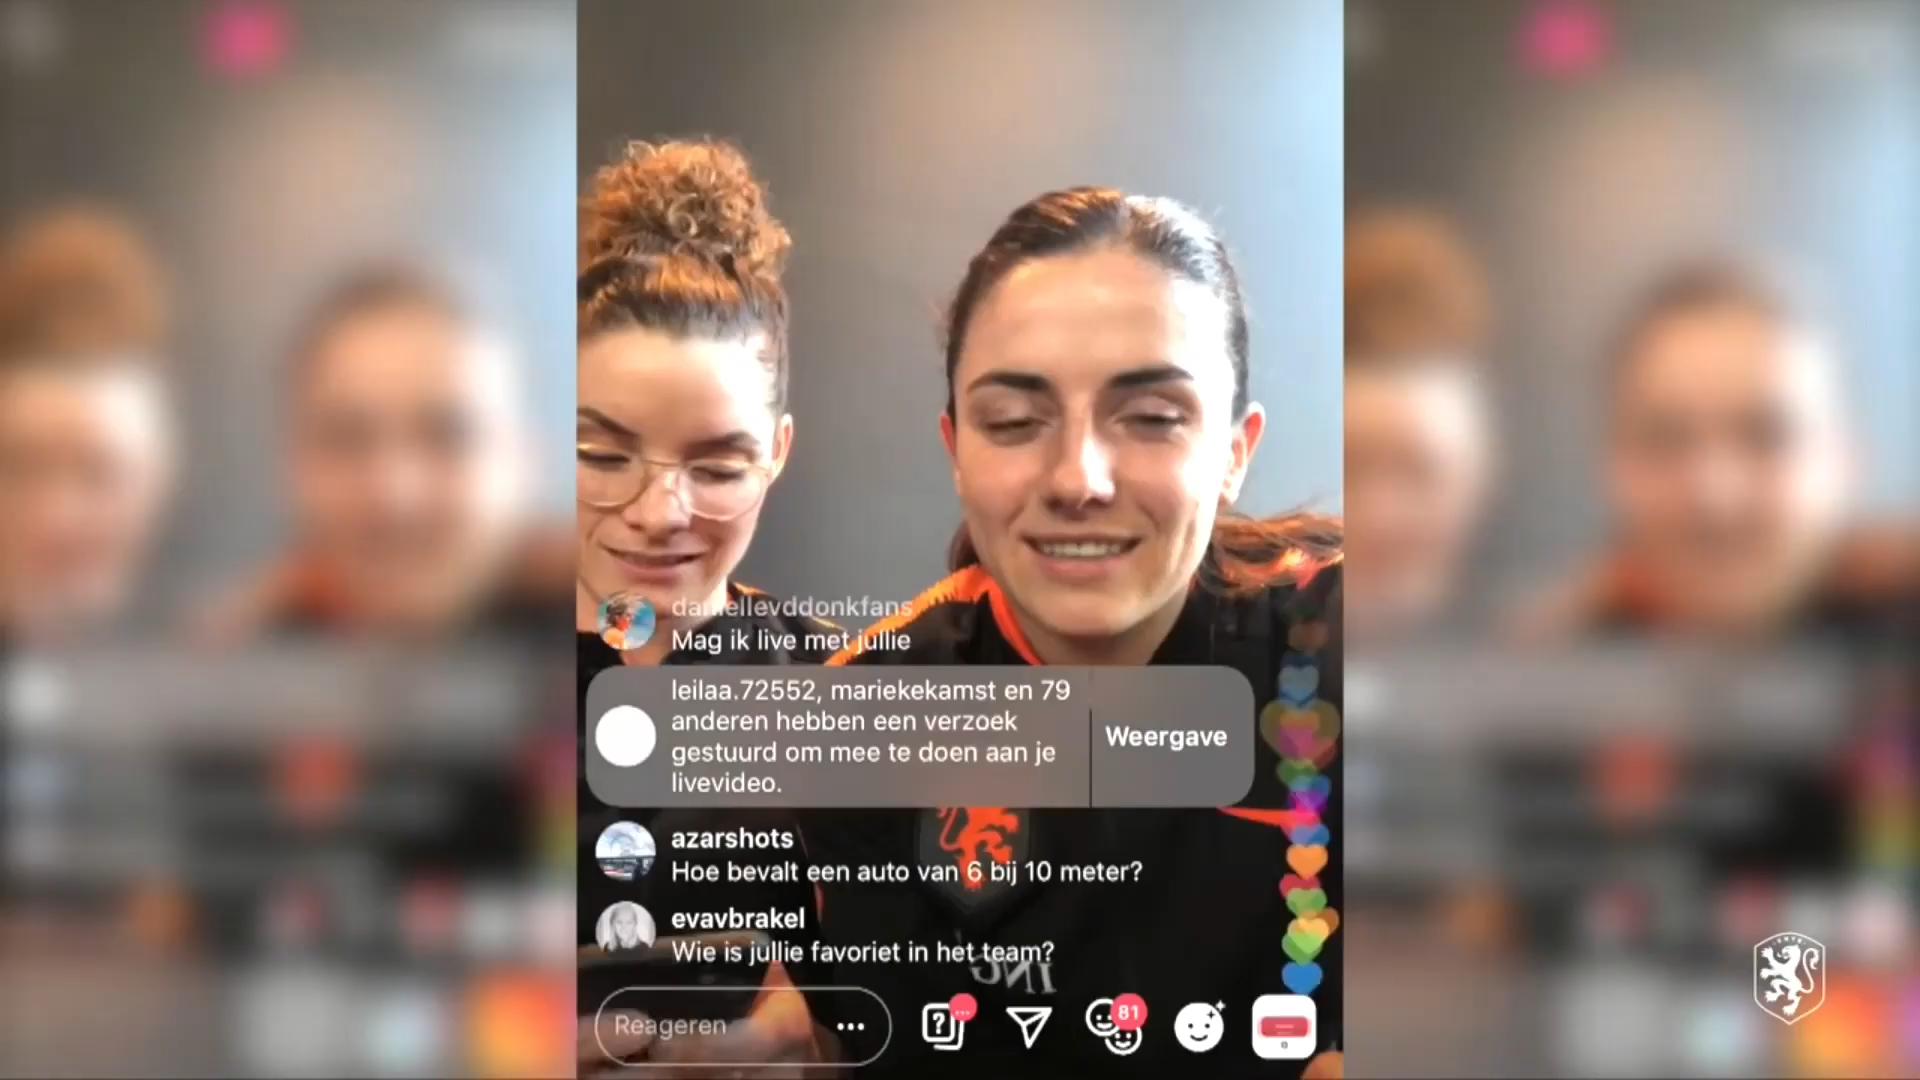 daniellevddonkfans
Mag ik live met jullie
leilaa.72552, mariekekamst en 79
anderen hebben een verzoek
gestuurd om mee te doen aan je
livevideo.
Weergave
azarshots
Hoe bevalt een auto van 6 bij 10 meter?
evavbrakel
Wie is jullie favoriet in het team?
ING
Reageren
81